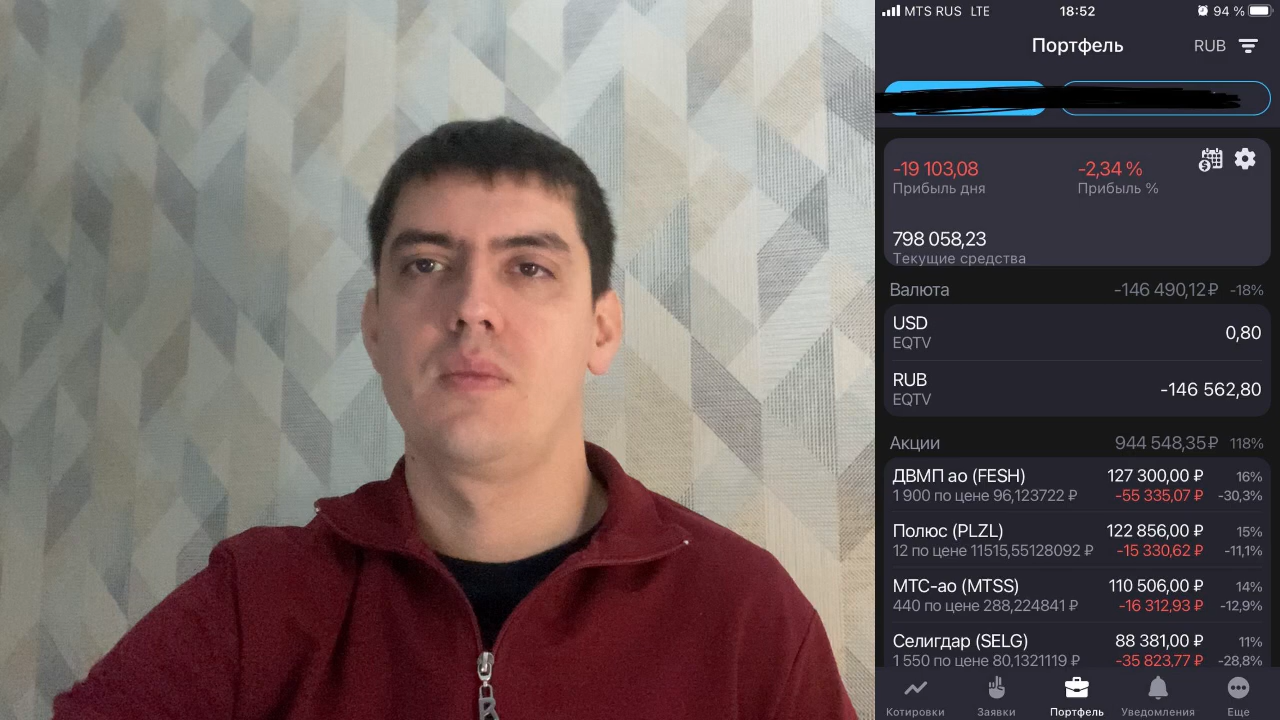 MTS RUS LTE 18:52 94 %
Портфель RUB
-19 103,08 -2,34 %
Прибыль дня Прибыль %
798 058,23
Текущие средства
Валюта -146 490,12 ₽ -18%
USD 0,80
EQTV
RUB -146 562,80
EQTV
Акции 944 548,35 ₽ 118%
ДВМП ао (FESH) 127 300,00 ₽ 16%
1 900 по цене 96,123722 ₽ -55 335,07 ₽ -30,3%
Полюс (PLZL) 122 856,00 ₽ 15%
12 по цене 11515,55128092 ₽ -15 330,62 ₽ -11,1%
МТС-ао (MTSS) 110 506,00 ₽ 14%
440 по цене 288,224841 ₽ -16 312,93 ₽ -12,9%
Селигдар (SELG) 88 381,00 ₽ 11%
1 550 по цене 80,1321119 ₽ -35 823,77 ₽ -28,8%
Котировки Заявки Портфель Уведомления Еще